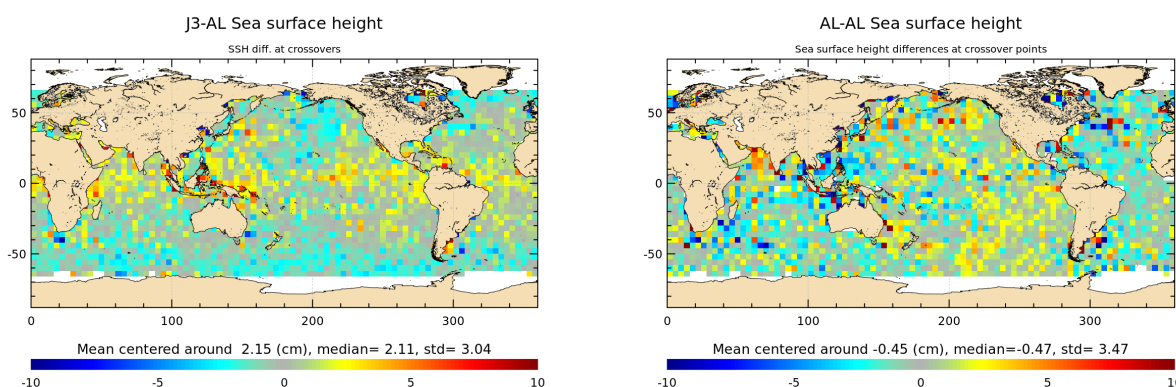 J3-AL Sea surface height
SSH diff. at crossovers
50
0
-50
0 100 200 300
Mean centered around 2.15 (cm), median= 2.11, std= 3.04
-10 -5 0 5 10
AL-AL Sea surface height
Sea surface height differences at crossover points
50
0
-50
0 100 200 300
Mean centered around -0.45 (cm), median=-0.47, std= 3.47
-10 -5 0 5